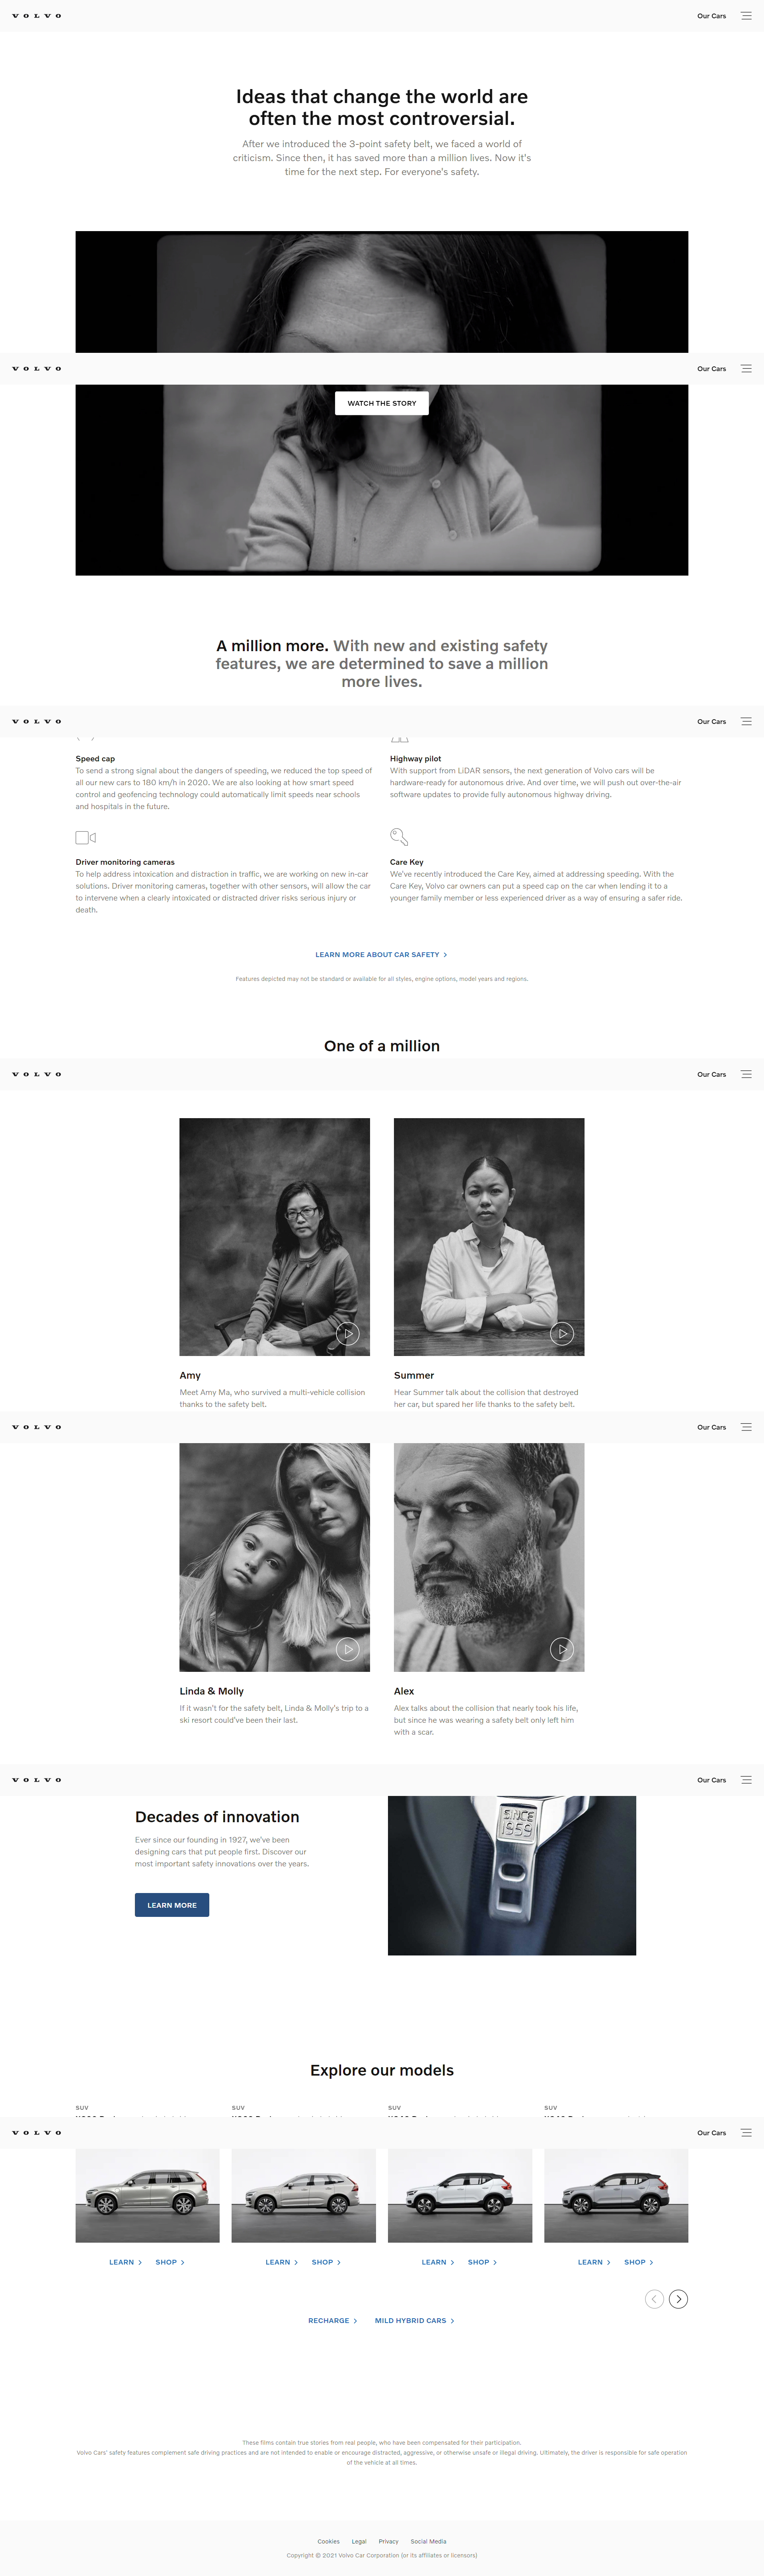 VOLVO
Our Cars
Ideas that change the world are
often the most controversial.
After we introduced the 3-point safety belt, we faced a world of
criticism. Since then, it has saved more than a million lives. Now it's
time for the next step. For everyone's safety.
VOLVO
Our Cars
WATCH THE STORY
A million more. With new and existing safety
features, we are determined to save a million
more lives.
VOLVO
Our Cars
Speed cap
To send a strong signal about the dangers of speeding, we reduced the top speed of
all our new cars to 180 km/h in 2020. We are also looking at how smart speed
control and geofencing technology could automatically limit speeds near schools
and hospitals in the future.
Highway pilot
With support from LiDAR sensors, the next generation of Volvo cars will be
hardware-ready for autonomous drive. And over time, we will push out over-the-air
software updates to provide fully autonomous highway driving.
Driver monitoring cameras
To help address intoxication and distraction in traffic, we are working on new in-car
solutions. Driver monitoring cameras, together with other sensors, will allow the car
to intervene when a clearly intoxicated or distracted driver risks serious injury or
death.
Care Key
We've recently introduced the Care Key, aimed at addressing speeding. With the
Care Key, Volvo car owners can put a speed cap on the car when lending it to a
younger family member or less experienced driver as a way of ensuring a safer ride.
LEARN MORE ABOUT CAR SAFETY
Features depicted may not be standard or available for all styles, engine options, model years and regions.
One of a million
VOLVO
Our Cars
Amy
Meet Amy Ma, who survived a multi-vehicle collision
thanks to the safety belt.
Summer
Hear Summer talk about the collision that destroyed
her car, but spared her life thanks to the safety belt.
VOLVO
Our Cars
Linda & Molly
If it wasn't for the safety belt, Linda & Molly's trip to a
ski resort could've been their last.
Alex
Alex talks about the collision that nearly took his life,
but since he was wearing a safety belt only left him
with a scar.
VOLVO
Our Cars
Decades of innovation
Ever since our founding in 1927, we've been
designing cars that put people first. Discover our
most important safety innovations over the years.
LEARN MORE
SINCE
1959
Explore our models
SUV
SUV
SUV
SUV
VOLVO
Our Cars
LEARN
SHOP
LEARN
SHOP
LEARN
SHOP
LEARN
SHOP
RECHARGE
MILD HYBRID CARS
These films contain true stories from real people, who have been compensated for their participation.
Volvo Cars' safety features complement safe driving practices and are not intended to enable or encourage distracted, aggressive, or otherwise unsafe or illegal driving. Ultimately, the driver is responsible for safe operation
of the vehicle at all times.
Cookies
Legal
Privacy
Social Media
Copyright © 2021 Volvo Car Corporation (or its affiliates or licensors)